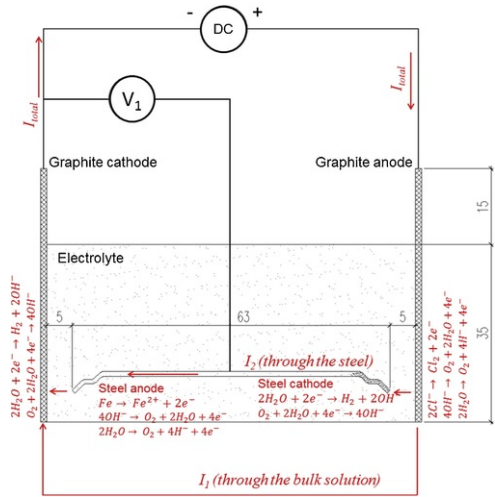 - DC +
I_total
I_total
V_1
Graphite cathode
Graphite anode
15
Electrolyte
5
63
5
35
2H_2O + 2e^- → H_2 + 2OH^-
O_2 + 2H_2O + 4e^- → 4OH^-
I_2 (through the steel)
Steel anode
Fe → Fe^{2+} + 2e^-
4OH^- → O_2 + 2H_2O + 4e^-
2H_2O → O_2 + 4H^- + 4e^-
Steel cathode
2H_2O + 2e^- → H_2 + 2OH
O_2 + 2H_2O + 4e^- → 4OH^-
2Cl^- → Cl_2 + 2e^-
4OH^- → O_2 + 2H_2O + 4e^-
2H_2O → O_2 + 4H^+ + 4e^-
I_1 (through the bulk solution)